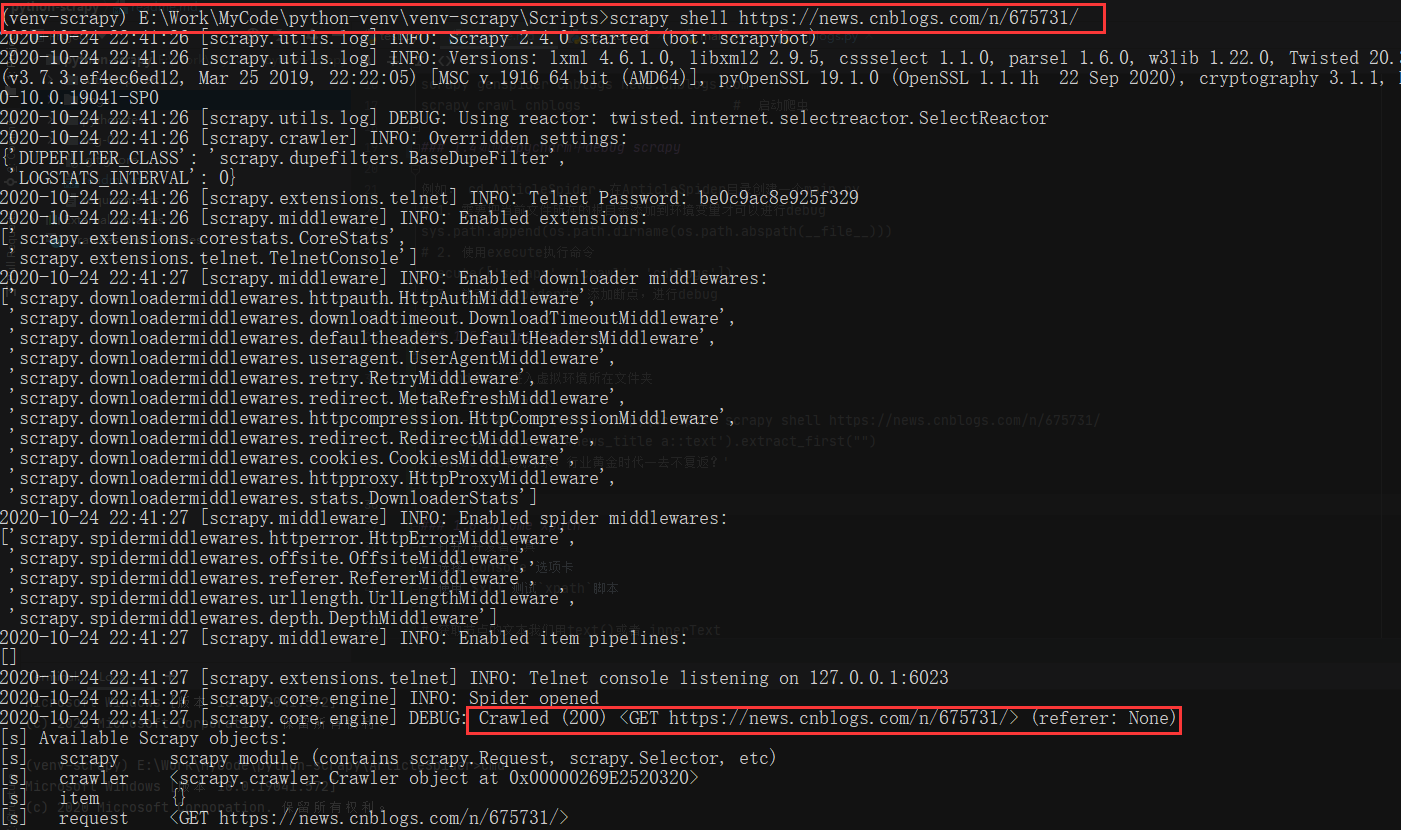 (venv-scrapy) E:\Work\MyCode\python-venv\venv-scrapy\Scripts>scrapy shell https://news.cnblogs.com/n/675731/
2020-10-24 22:41:26 [scrapy.utils.log] INFO: Scrapy 2.4.0 started (bot: scrapybot)
2020-10-24 22:41:26 [scrapy.utils.log] INFO: Versions: lxml 4.6.1.0, libxml2 2.9.5, cssselect 1.1.0, parsel 1.6.0, w3lib 1.22.0, Twisted 20.3
(v3.7.3:ef4ec6ed12, Mar 25 2019, 22:22:05) [MSC v.1916 64 bit (AMD64)], pyOpenSSL 19.1.0 (OpenSSL 1.1.1h  22 Sep 2020), cryptography 3.1.1,
0-10.0.19041-SP0
2020-10-24 22:41:26 [scrapy.utils.log] DEBUG: Using reactor: twisted.internet.selectreactor.SelectReactor
2020-10-24 22:41:26 [scrapy.crawler] INFO: Overridden settings:
{'DUPEFILTER_CLASS': 'scrapy.dupefilters.BaseDupeFilter',
'LOGSTATS_INTERVAL': 0}
2020-10-24 22:41:26 [scrapy.extensions.telnet] INFO: Telnet Password: be0c9ac8e925f329
2020-10-24 22:41:26 [scrapy.middleware] INFO: Enabled extensions:
['scrapy.extensions.corestats.CoreStats',
'scrapy.extensions.telnet.TelnetConsole']
2020-10-24 22:41:27 [scrapy.middleware] INFO: Enabled downloader middlewares:
['scrapy.downloadermiddlewares.httpauth.HttpAuthMiddleware',
'scrapy.downloadermiddlewares.downloadtimeout.DownloadTimeoutMiddleware',
'scrapy.downloadermiddlewares.defaultheaders.DefaultHeadersMiddleware',
'scrapy.downloadermiddlewares.useragent.UserAgentMiddleware',
'scrapy.downloadermiddlewares.retry.RetryMiddleware',
'scrapy.downloadermiddlewares.redirect.MetaRefreshMiddleware',
'scrapy.downloadermiddlewares.httpcompression.HttpCompressionMiddleware',
'scrapy.downloadermiddlewares.redirect.RedirectMiddleware',
'scrapy.downloadermiddlewares.cookies.CookiesMiddleware',
'scrapy.downloadermiddlewares.httpproxy.HttpProxyMiddleware',
'scrapy.downloadermiddlewares.stats.DownloaderStats']
2020-10-24 22:41:27 [scrapy.middleware] INFO: Enabled spider middlewares:
['scrapy.spidermiddlewares.httperror.HttpErrorMiddleware',
'scrapy.spidermiddlewares.offsite.OffsiteMiddleware',
'scrapy.spidermiddlewares.referer.RefererMiddleware',
'scrapy.spidermiddlewares.urllength.UrlLengthMiddleware',
'scrapy.spidermiddlewares.depth.DepthMiddleware']
2020-10-24 22:41:27 [scrapy.middleware] INFO: Enabled item pipelines:
[]
2020-10-24 22:41:27 [scrapy.extensions.telnet] INFO: Telnet console listening on 127.0.0.1:6023
2020-10-24 22:41:27 [scrapy.core.engine] INFO: Spider opened
2020-10-24 22:41:27 [scrapy.core.engine] DEBUG: Crawled (200) <GET https://news.cnblogs.com/n/675731/> (referer: None)
[s] Available Scrapy objects:
[s]   scrapy     scrapy module (contains scrapy.Request, scrapy.Selector, etc)
[s]   crawler    <scrapy.crawler.Crawler object at 0x00000269E2520320>
[s]   item       {}
[s]   request    <GET https://news.cnblogs.com/n/675731/>